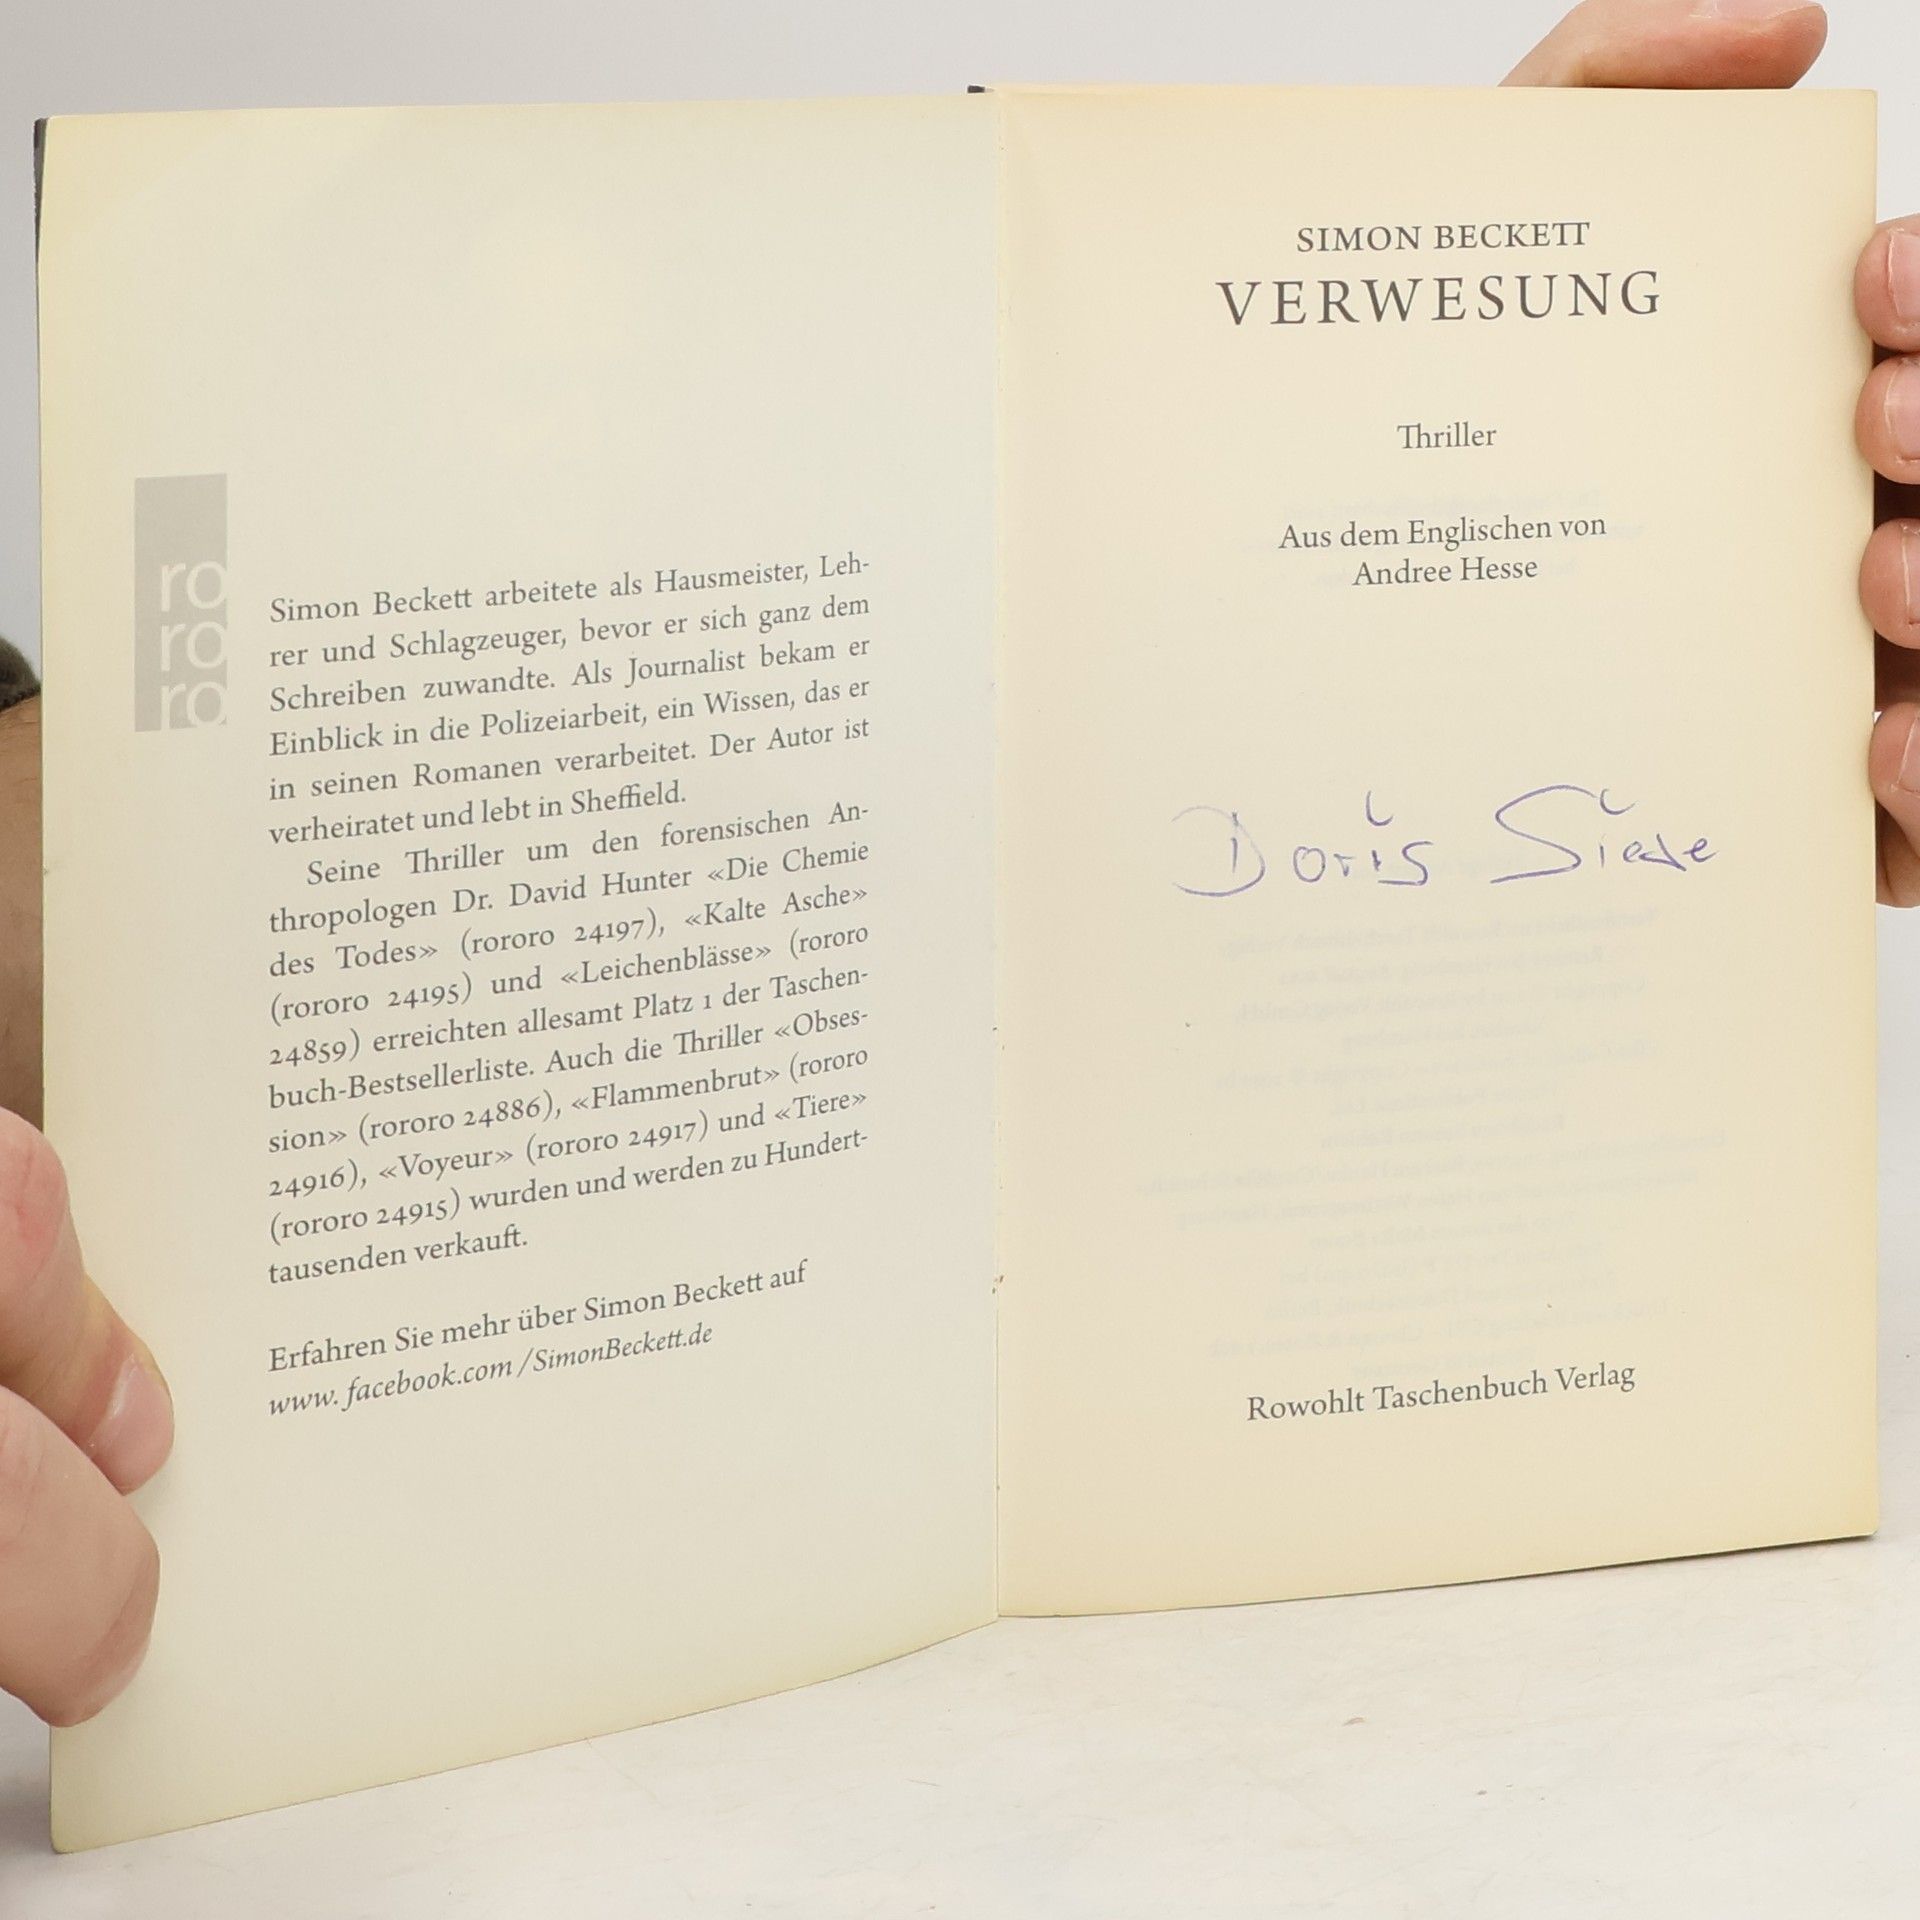 ro
ro
ro
Simon Beckett arbeitete als Hausmeister, Leh-
rer und Schlagzeuger, bevor er sich ganz dem
Schreiben zuwandte. Als Journalist bekam er
Einblick in die Polizeiarbeit, ein Wissen, das er
in seinen Romanen verarbeitet. Der Autor ist
verheiratet und lebt in Sheffield.
Seine Thriller um den forensischen An-
thropologen Dr. David Hunter «Die Chemie
des Todes» (rororo 24197), «Kalte Asche»
(rororo 24195) und «Leichenblässe» (rororo
24859) erreichten allesamt Platz 1 der Taschen-
buch-Bestsellerliste. Auch die Thriller «Obses-
sion» (rororo 24886), «Flammenbrut» (rororo
24916), «Voyeur» (rororo 24917) und «Tiere»
(rororo 24915) wurden und werden zu Hundert-
tausenden verkauft.
Erfahren Sie mehr über Simon Beckett auf
www.facebook.com/SimonBeckett.de
SIMON BECKETT
VERWESUNG
Thriller
Aus dem Englischen von
Andree Hesse
Doris
Rowohlt Taschenbuch Verlag